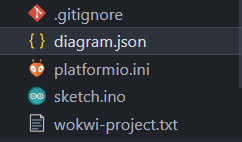 .gitignore
{ } diagram.json
platformio.ini
sketch.ino
wokwi-project.txt